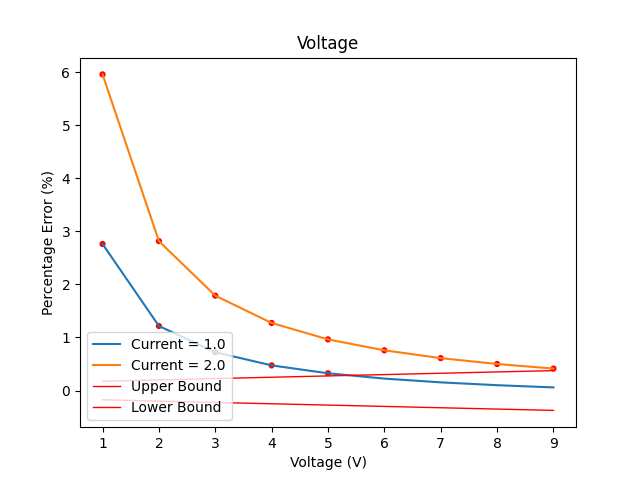 Voltage
Percentage Error (%)
6
5
4
3
2
1
0
Current = 1.0
Current = 2.0
Upper Bound
Lower Bound
1 2 3 4 5 6 7 8 9
Voltage (V)